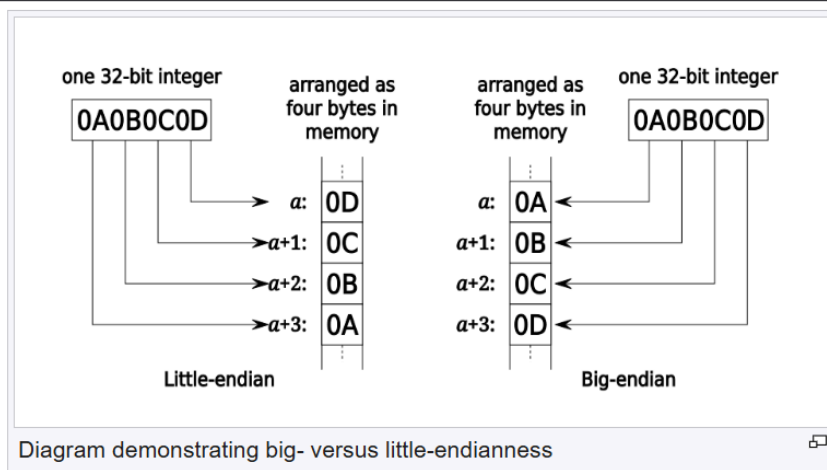 one 32-bit integer
0A0B0C0D
arranged as
four bytes in
memory
a: 0D
a+1: 0C
a+2: 0B
a+3: 0A
Little-endian
arranged as
four bytes in
memory
one 32-bit integer
0A0B0C0D
a: 0A
a+1: 0B
a+2: 0C
a+3: 0D
Big-endian
Diagram demonstrating big- versus little-endianness